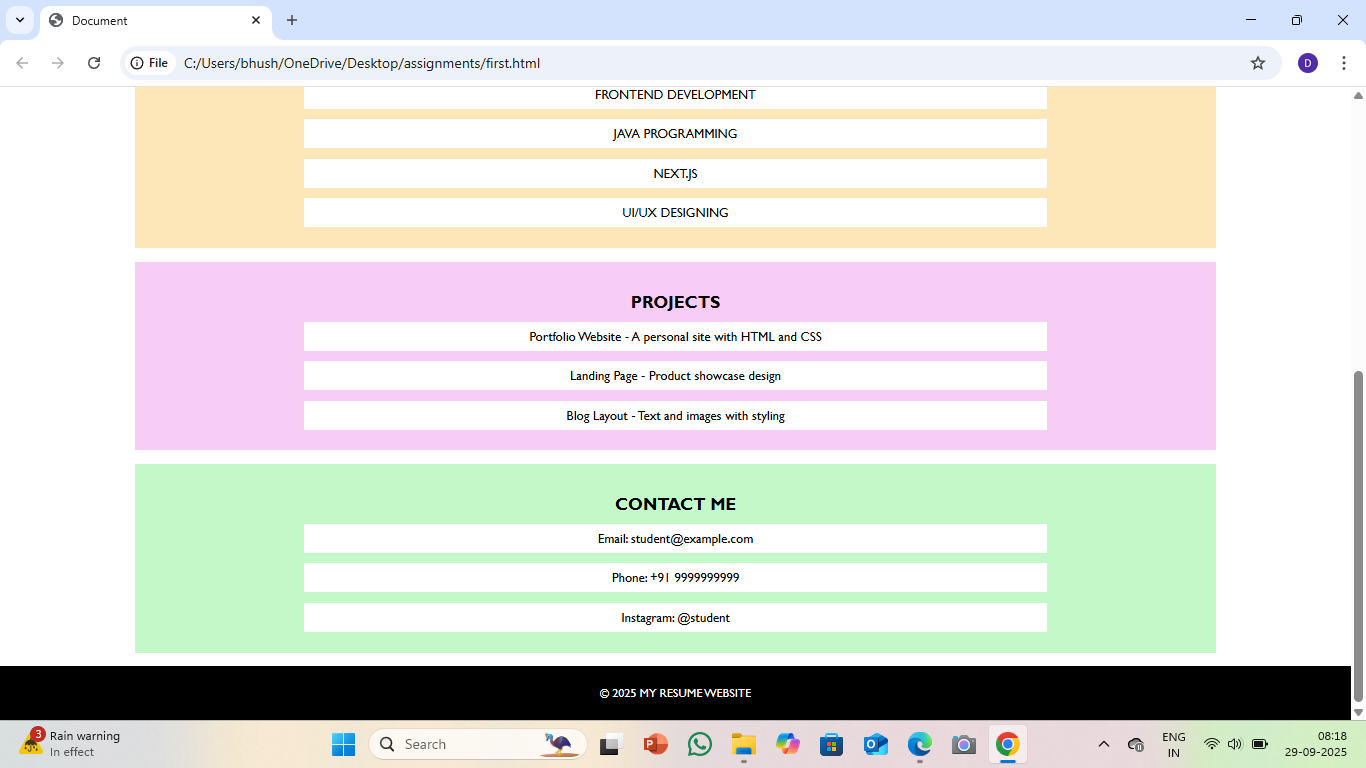 Document
File
C:/Users/bhush/OneDrive/Desktop/assignments/first.html
D
FRONTEND DEVELOPMENT
JAVA PROGRAMMING
NEXT.JS
UI/UX DESIGNING
PROJECTS
Portfolio Website - A personal site with HTML and CSS
Landing Page - Product showcase design
Blog Layout - Text and images with styling
CONTACT ME
Email: student@example.com
Phone: +91 9999999999
Instagram: @student
© 2025 MY RESUME WEBSITE
3
Rain warning
In effect
Search
P
ENG
IN
08:18
29-09-2025